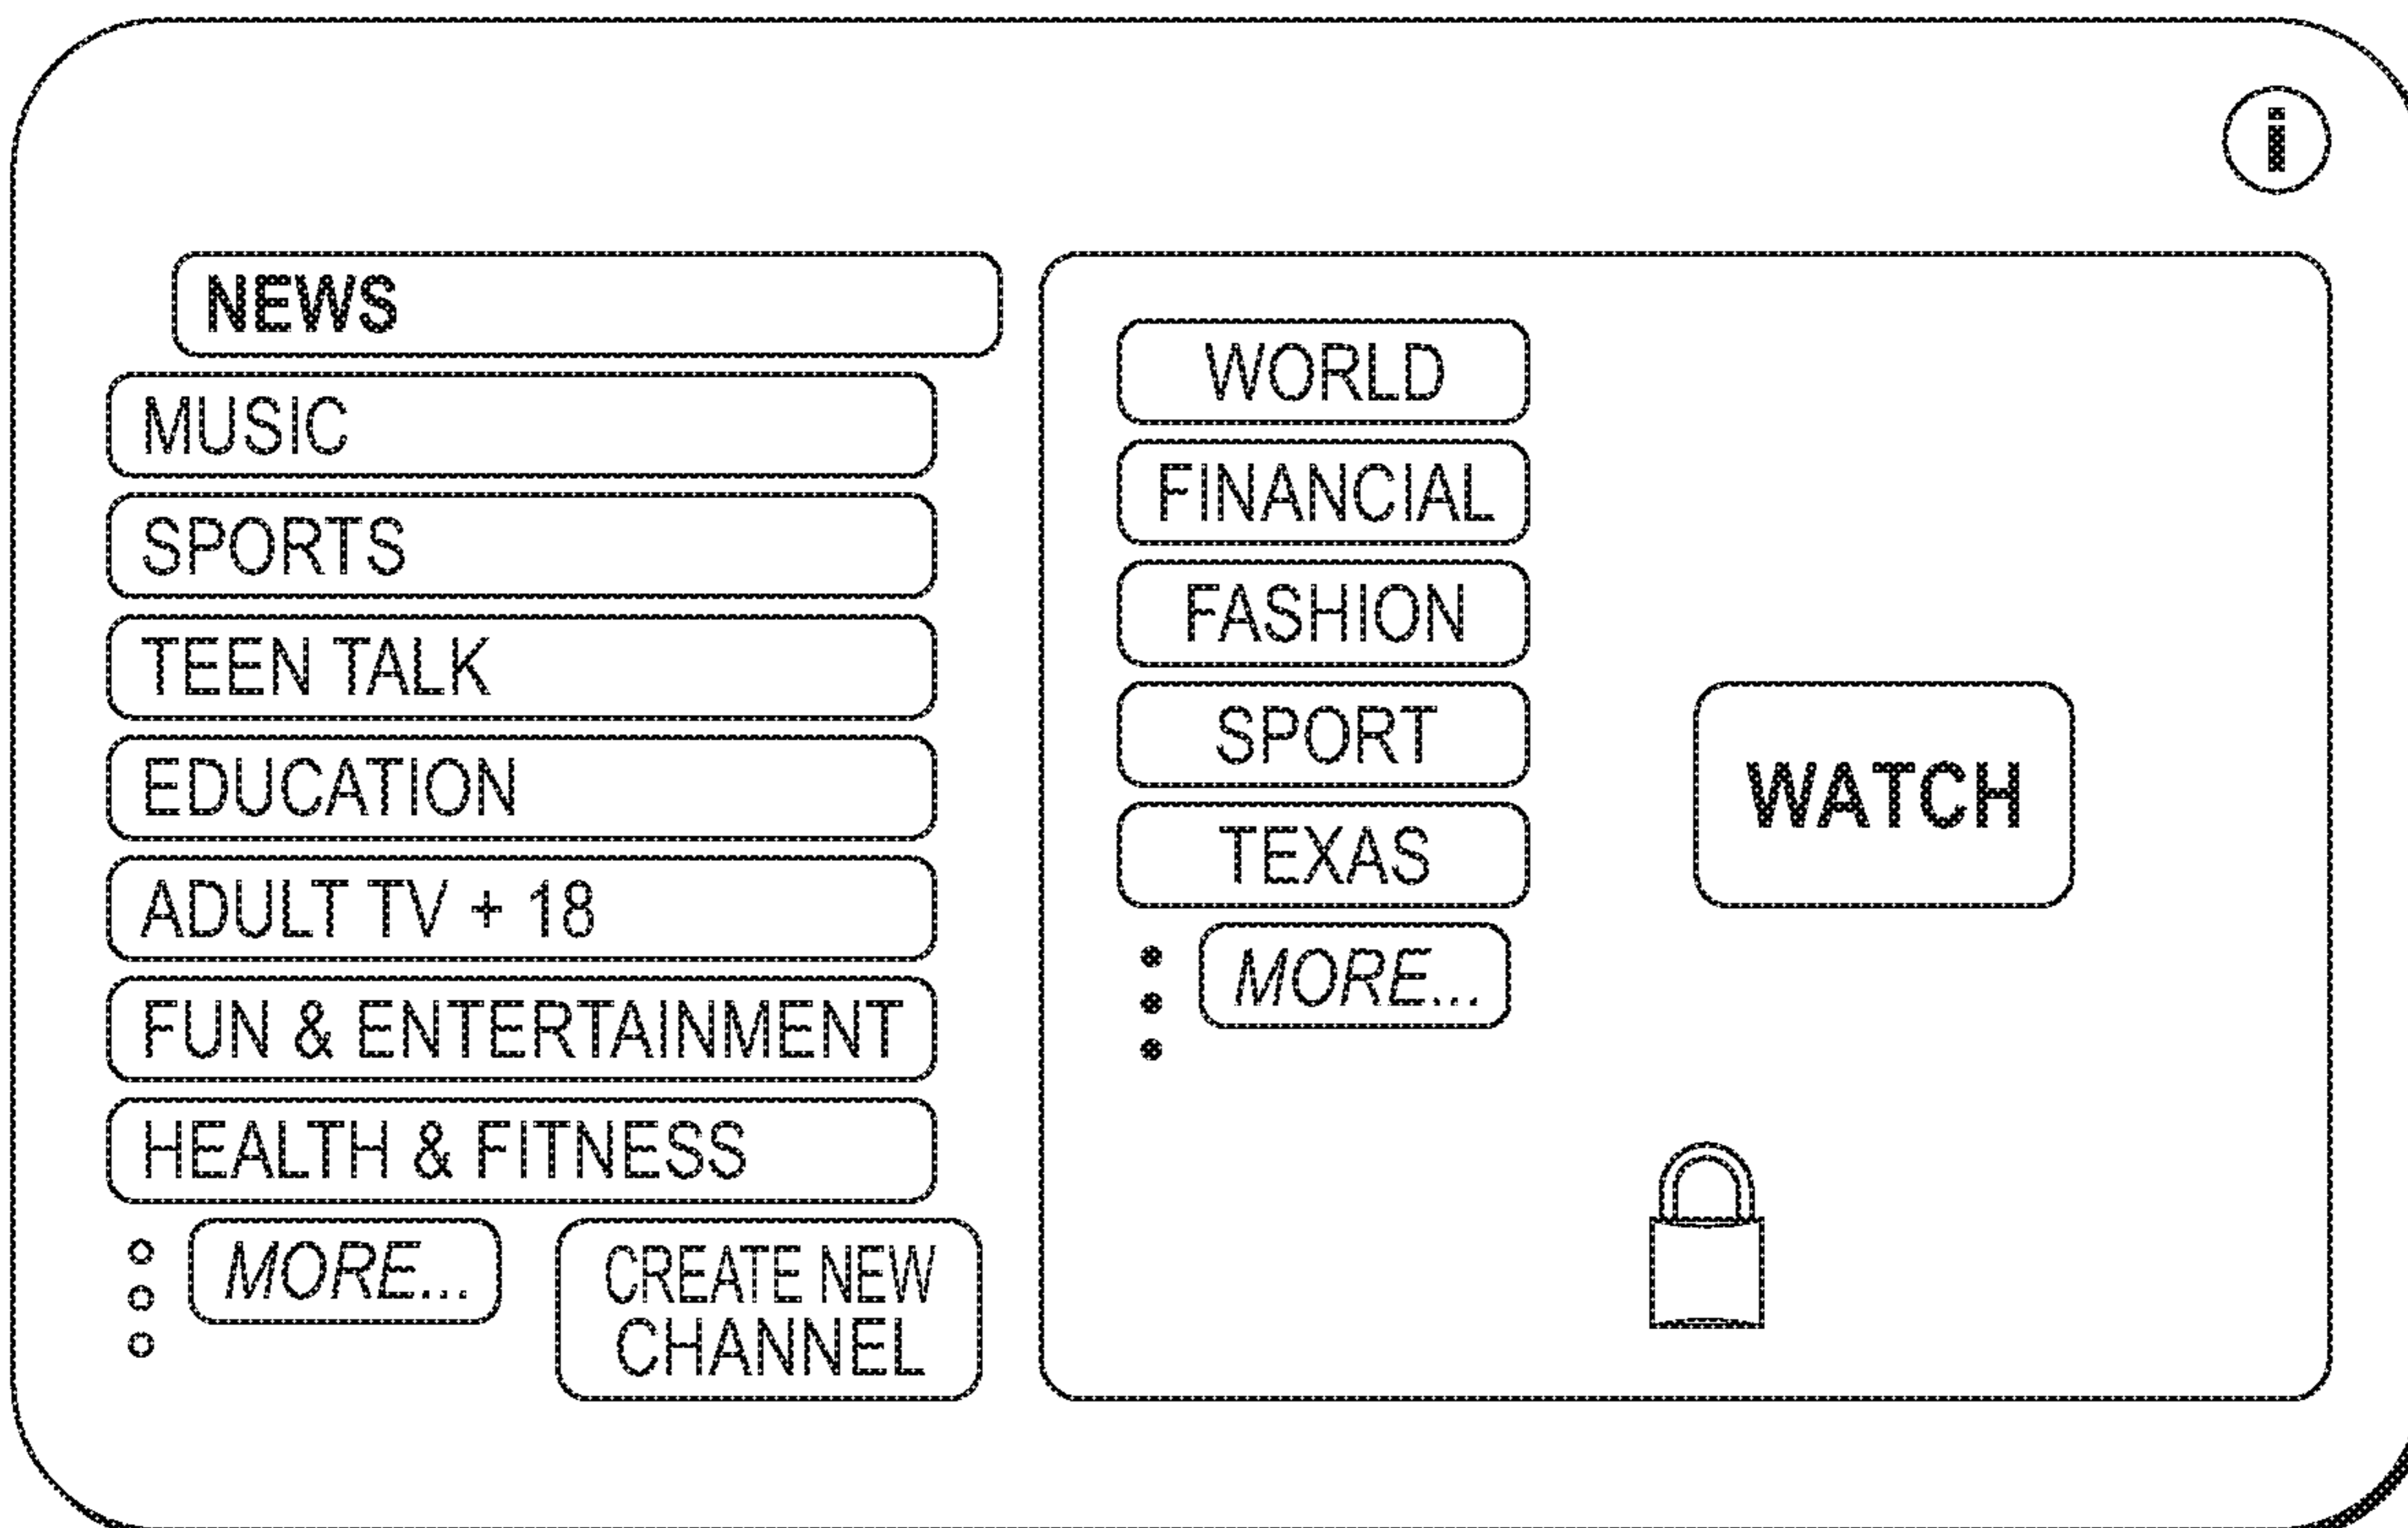 i
NEWS
MUSIC
SPORTS
TEEN TALK
EDUCATION
ADULT TV + 18
FUN & ENTERTAINMENT
HEALTH & FITNESS
MORE...
CREATE NEW
CHANNEL
WORLD
FINANCIAL
FASHION
SPORT
TEXAS
MORE...
WATCH